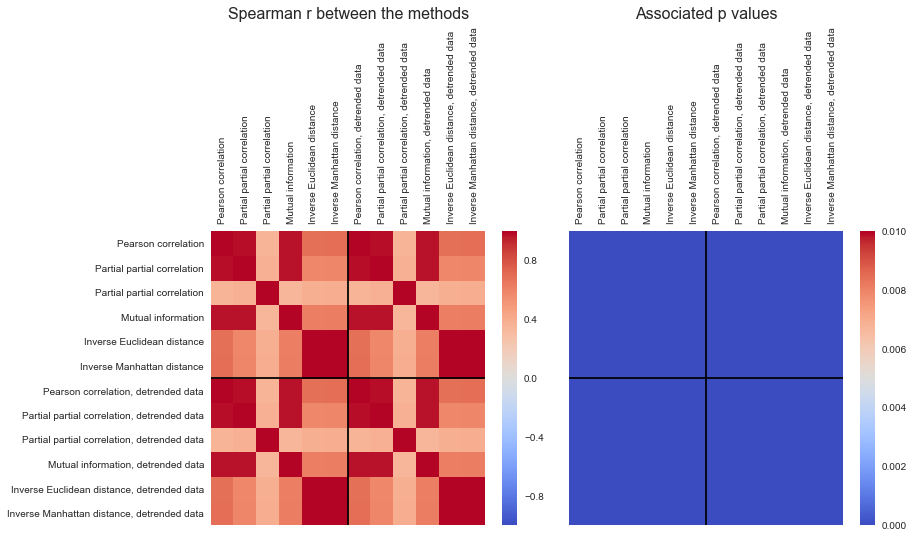 Spearman r between the methods
Associated p values
Pearson correlation
Partial partial correlation
Partial partial correlation
Mutual information
Inverse Euclidean distance
Inverse Manhattan distance
Pearson correlation, detrended data
Partial partial correlation, detrended data
Partial partial correlation, detrended data
Mutual information, detrended data
Inverse Euclidean distance, detrended data
Inverse Manhattan distance, detrended data
Pearson correlation
Partial partial correlation
Partial partial correlation
Mutual information
Inverse Euclidean distance
Inverse Manhattan distance
Pearson correlation, detrended data
Partial partial correlation, detrended data
Partial partial correlation, detrended data
Mutual information, detrended data
Inverse Euclidean distance, detrended data
Inverse Manhattan distance, detrended data
Pearson correlation
Partial partial correlation
Partial partial correlation
Mutual information
Inverse Euclidean distance
Inverse Manhattan distance
Pearson correlation, detrended data
Partial partial correlation, detrended data
Partial partial correlation, detrended data
Mutual information, detrended data
Inverse Euclidean distance, detrended data
Inverse Manhattan distance, detrended data
0.8
0.4
0.0
−0.4
−0.8
0.010
0.008
0.006
0.004
0.002
0.000